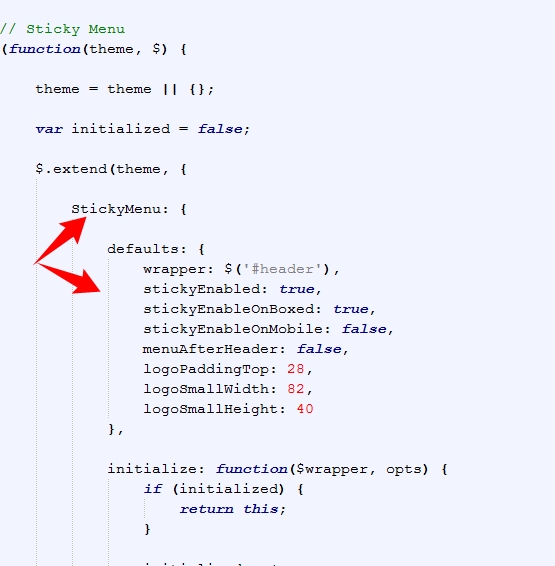 // Sticky Menu
(function(theme, $) {
theme = theme || {};
var initialized = false;
$.extend(theme, {
StickyMenu: {
defaults: {
wrapper: $('#header'),
stickyEnabled: true,
stickyEnableOnBoxed: true,
stickyEnableOnMobile: false,
menuAfterHeader: false,
logoPaddingTop: 28,
logoSmallWidth: 82,
logoSmallHeight: 40
},
initialize: function($wrapper, opts) {
if (initialized) {
return this;
}